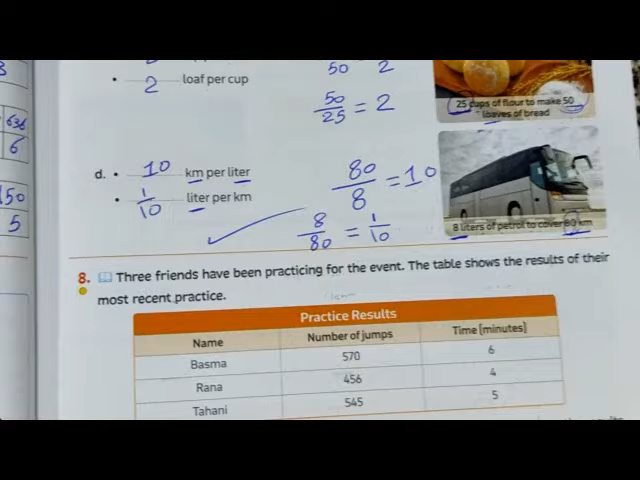 636
6
150
5
50 2
2 loaf per cup
50/25 = 2
25 cups of flour to make 50
loaves of bread
d. • 10 km per liter
80/8 = 10
• 1/10 liter per km
8/80 = 1/10
8 liters of petrol to cover 80 km
8. Three friends have been practicing for the event. The table shows the results of their
most recent practice.
Practice Results
Name Number of jumps Time (minutes)
Basma 570 6
Rana 456 4
Tahani 545 5